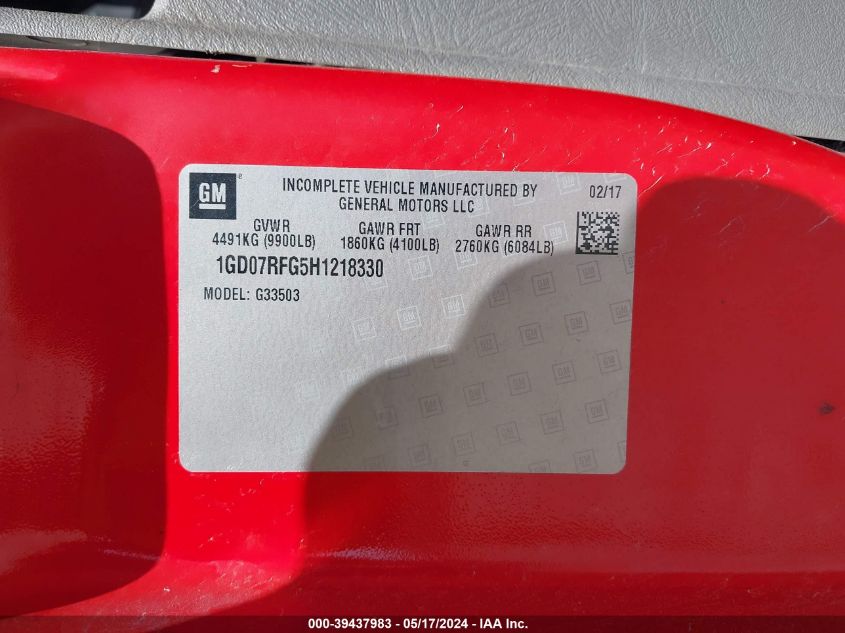 GM
®
INCOMPLETE VEHICLE MANUFACTURED BY
GENERAL MOTORS LLC
02/17
GVWR GAWR FRT GAWR RR
4491KG (9900LB) 1860KG (4100LB) 2760KG (6084LB)
1GD07RFG5H1218330
MODEL: G33503
000-39437983 - 05/17/2024 - IAA Inc.